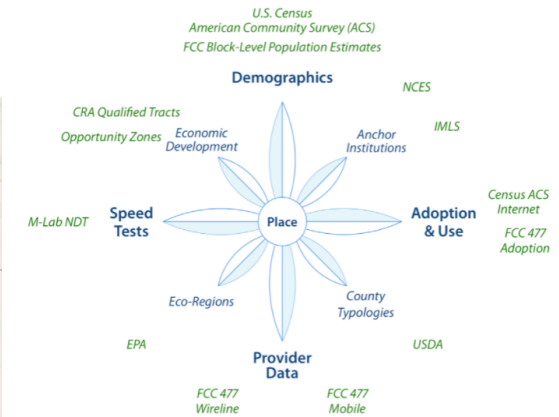 U.S. Census
American Community Survey (ACS)
FCC Block-Level Population Estimates
Demographics
NCES
CRA Qualified Tracts
Opportunity Zones
Economic
Development
Anchor
Institutions
IMLS
M-Lab NDT
Speed
Tests
Place
Adoption
& Use
Census ACS
Internet
FCC 477
Adoption
Eco-Regions
County
Typologies
EPA
Provider
Data
USDA
FCC 477
Wireline
FCC 477
Mobile